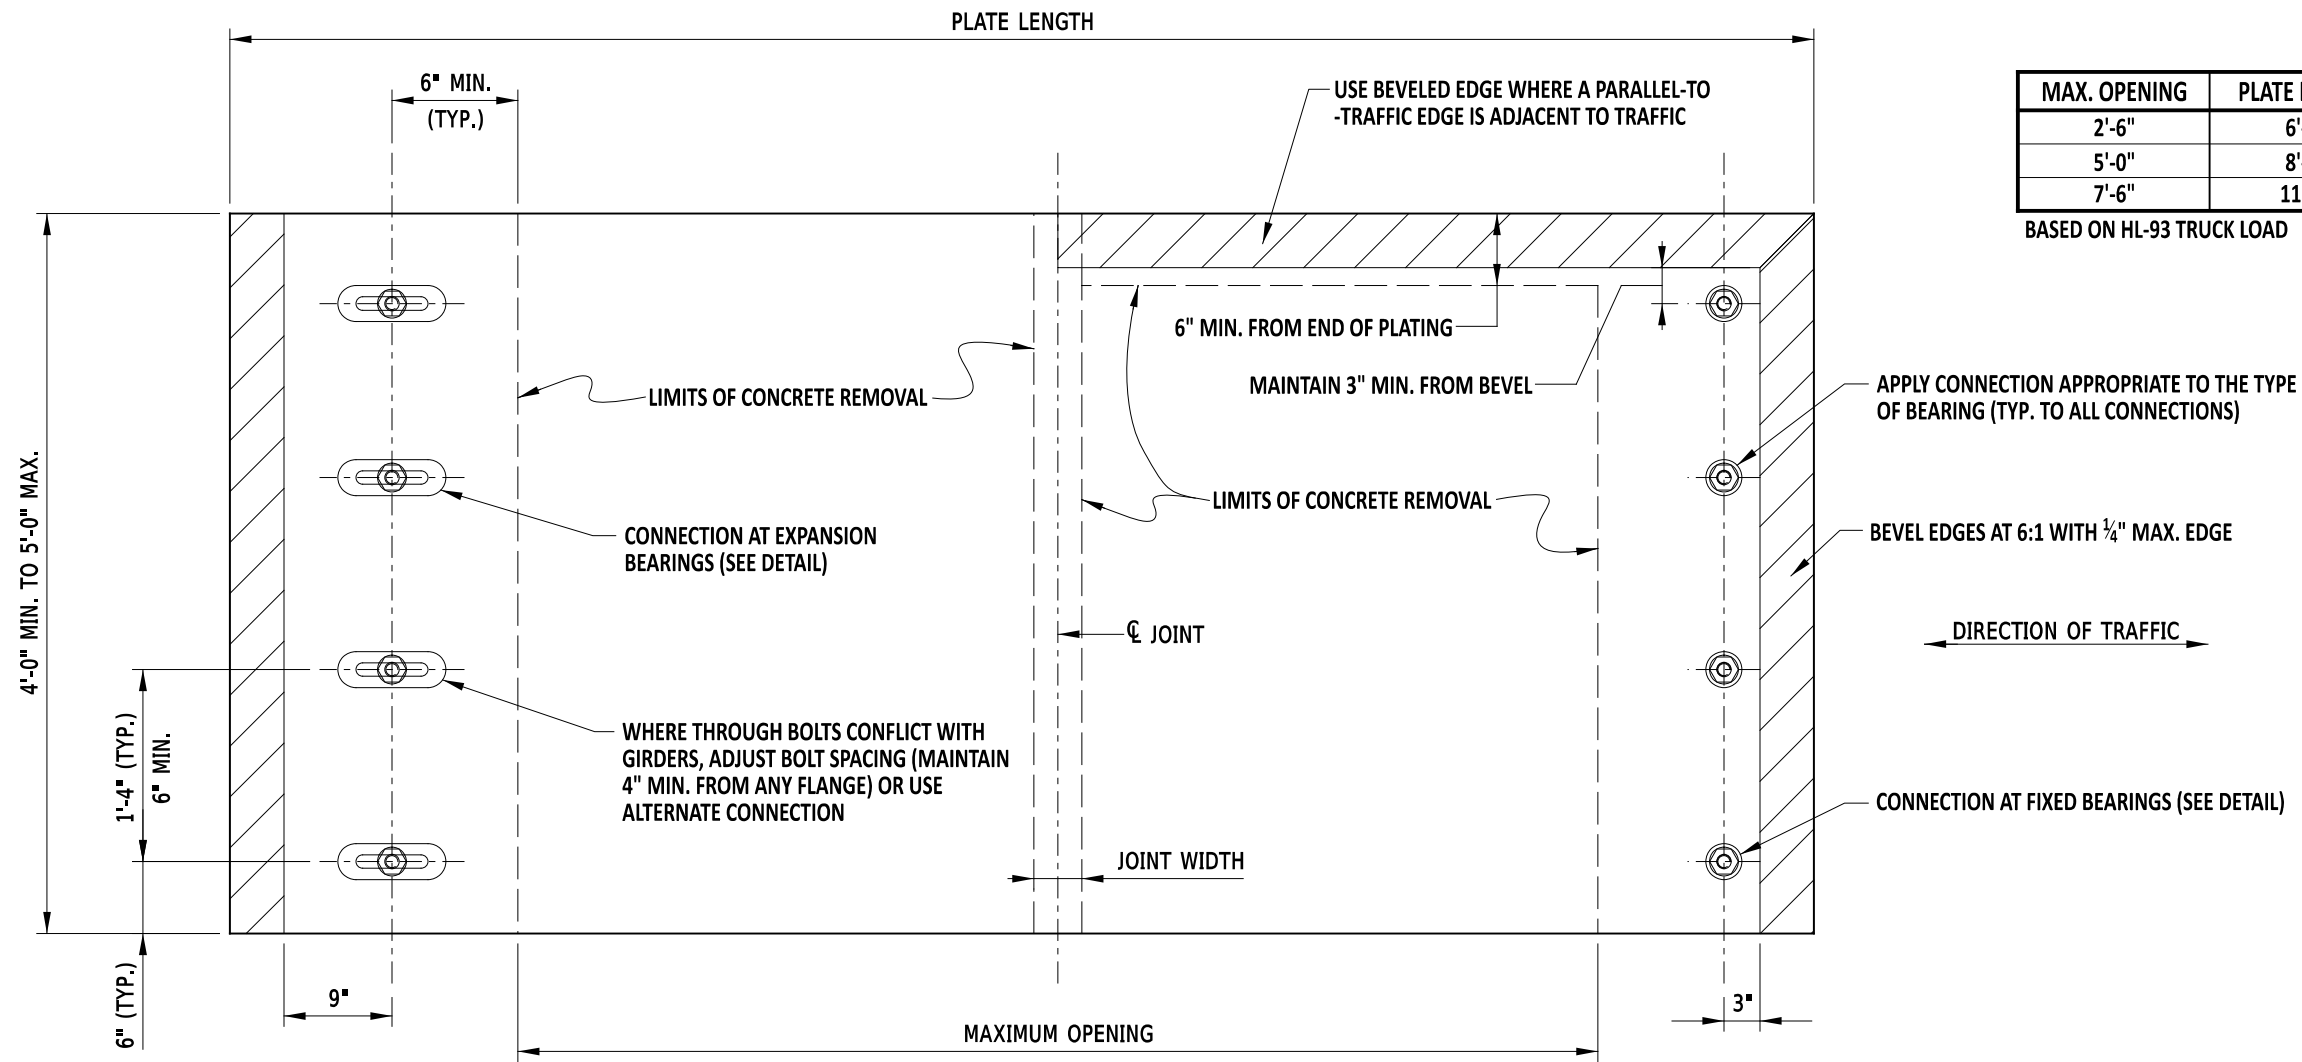 PLATE LENGTH
6" MIN.
(TYP.)
USE BEVELED EDGE WHERE A PARALLEL-TO
-TRAFFIC EDGE IS ADJACENT TO TRAFFIC
MAX. OPENING
PLATE
2'-6"
6'
5'-0"
8'
7'-6"
11
BASED ON HL-93 TRUCK LOAD
6" MIN. FROM END OF PLATING
MAINTAIN 3" MIN. FROM BEVEL
LIMITS OF CONCRETE REMOVAL
APPLY CONNECTION APPROPRIATE TO THE TYPE
OF BEARING (TYP. TO ALL CONNECTIONS)
4'-0" MIN. TO 5'-0" MAX.
LIMITS OF CONCRETE REMOVAL
CONNECTION AT EXPANSION
BEARINGS (SEE DETAIL)
BEVEL EDGES AT 6:1 WITH ¼" MAX. EDGE
℄ JOINT
DIRECTION OF TRAFFIC
WHERE THROUGH BOLTS CONFLICT WITH
GIRDERS, ADJUST BOLT SPACING (MAINTAIN
4" MIN. FROM ANY FLANGE) OR USE
ALTERNATE CONNECTION
1'-4" (TYP.)
6" MIN.
CONNECTION AT FIXED BEARINGS (SEE DETAIL)
JOINT WIDTH
6" (TYP.)
9"
3"
MAXIMUM OPENING